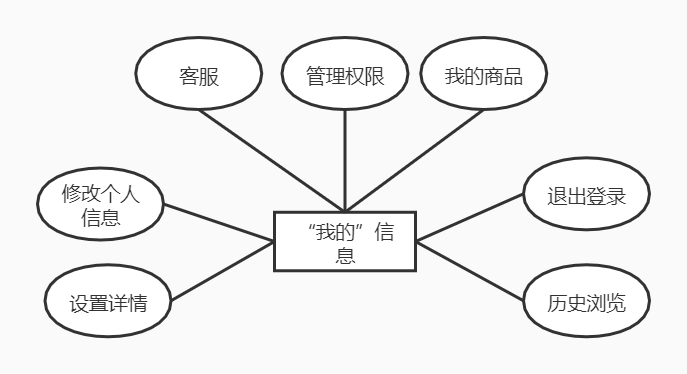 客服
管理权限
我的商品
修改个人
信息
退出登录
“我的”信
息
设置详情
历史浏览